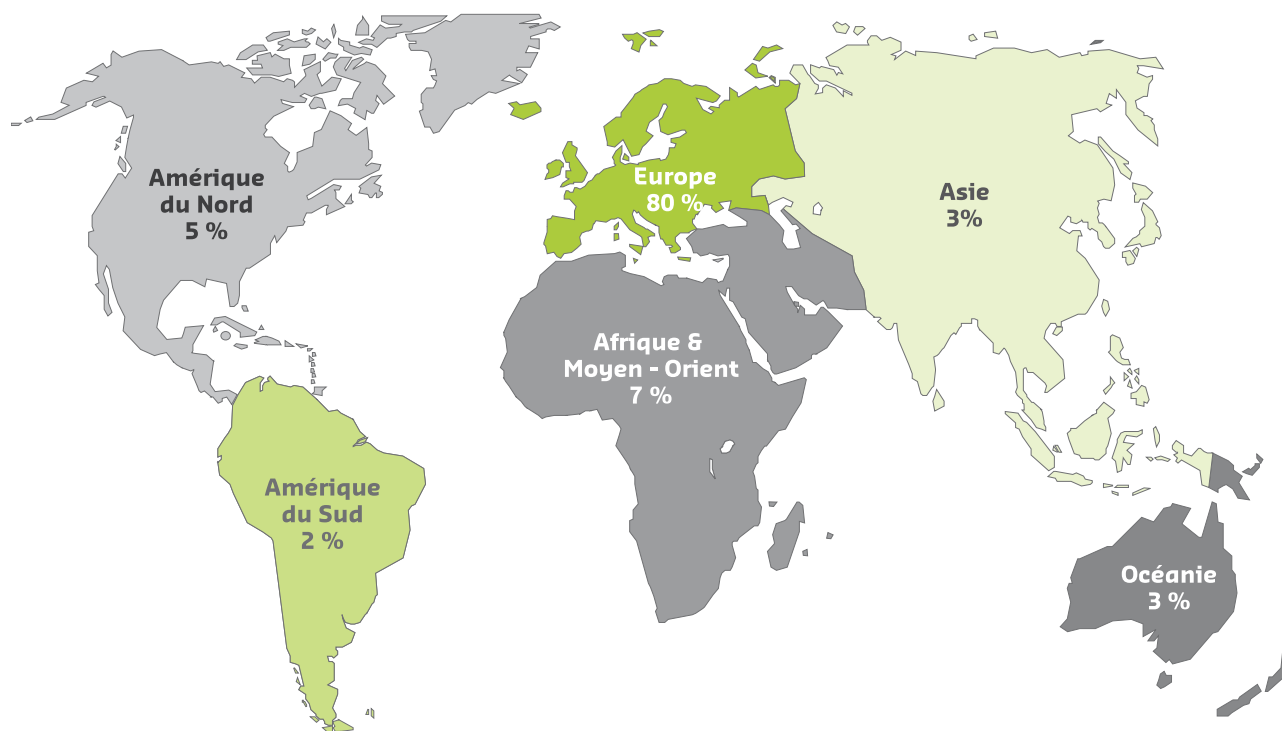 Amérique
du Nord
5 %
Europe
80 %
Asie
3%
Afrique &
Moyen - Orient
7 %
Amérique
du Sud
2 %
Océanie
3 %